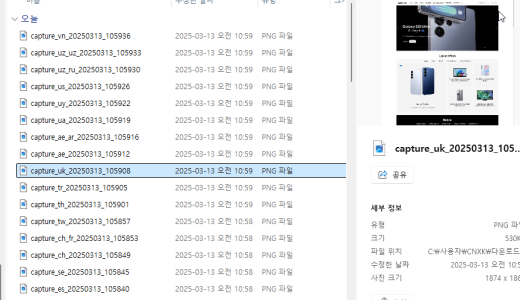 이름 수정한 날짜 유형
오늘
capture_vn_20250313_105936 2025-03-13 오전 10:59 PNG 파일
capture_uz_uz_20250313_105933 2025-03-13 오전 10:59 PNG 파일
capture_uz_ru_20250313_105930 2025-03-13 오전 10:59 PNG 파일
capture_us_20250313_105926 2025-03-13 오전 10:59 PNG 파일
capture_uy_20250313_105922 2025-03-13 오전 10:59 PNG 파일
capture_ua_20250313_105919 2025-03-13 오전 10:59 PNG 파일
capture_ae_ar_20250313_105916 2025-03-13 오전 10:59 PNG 파일
capture_ae_20250313_105912 2025-03-13 오전 10:59 PNG 파일
capture_uk_20250313_105908 2025-03-13 오전 10:59 PNG 파일
capture_tr_20250313_105905 2025-03-13 오전 10:59 PNG 파일
capture_th_20250313_105901 2025-03-13 오전 10:59 PNG 파일
capture_tw_20250313_105857 2025-03-13 오전 10:58 PNG 파일
capture_ch_fr_20250313_105853 2025-03-13 오전 10:58 PNG 파일
capture_ch_20250313_105849 2025-03-13 오전 10:58 PNG 파일
capture_se_20250313_105845 2025-03-13 오전 10:58 PNG 파일
capture_es_20250313_105840 2025-03-13 오전 10:58 PNG 파일
capture_uk_20250313_105...
공유
세부 정보
유형 PNG 파
크기 530K
파일 위치 C:₩사용자₩CNXK₩다운로드
수정한 날짜 2025-03-13 오전 10:5
사진 크기 1874 x 186